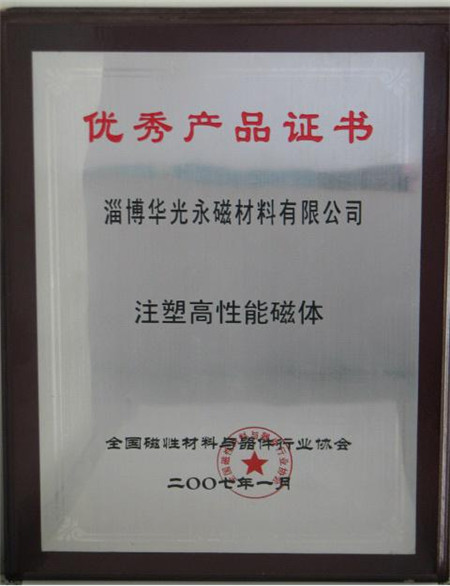 优秀产品证书
淄博华光永磁材料有限公司
注塑高性能磁体
全国磁性材料与器件行业协会
二〇〇七年一月